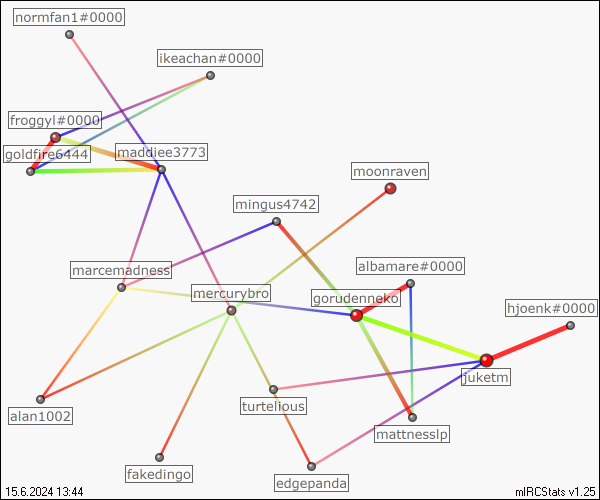 normfan1#0000
ikeachan#0000
froggyl#0000
goldfire6444
maddiee3773
moonraven
mingus4742
marcemadness
albamare#0000
mercurybro
gorudenneko
hjoenk#0000
juketm
turtelious
alan1002
mattnesslp
fakedingo
edgepanda
15.6.2024 13:44
mIRCStats v1.25